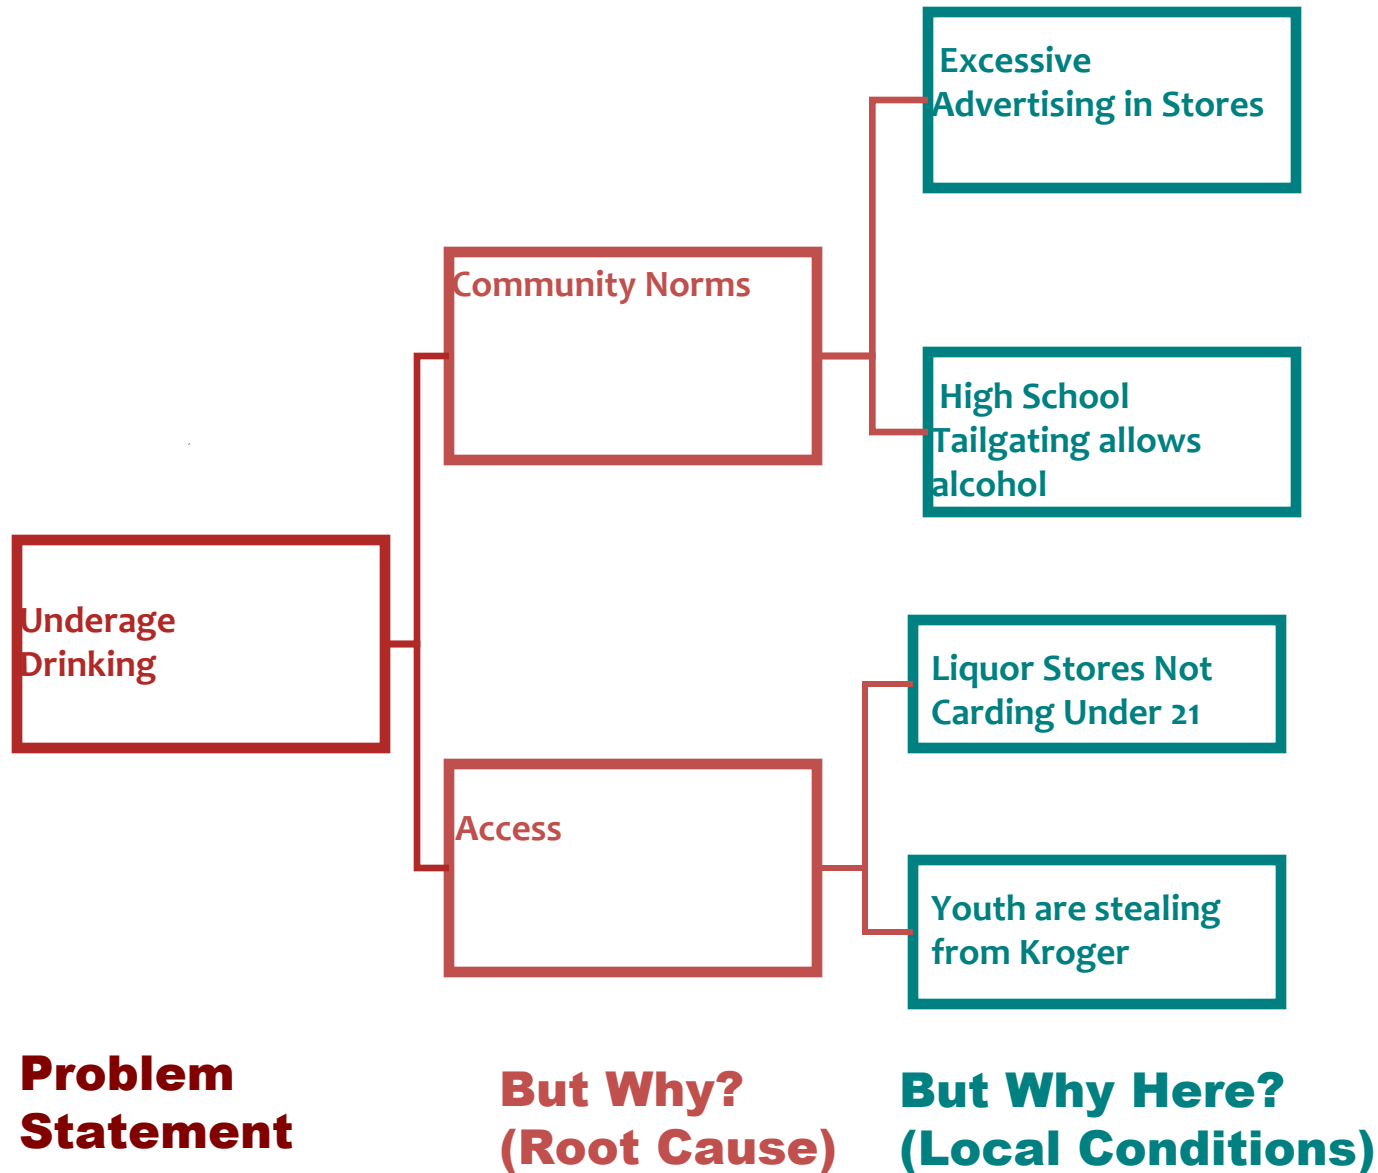 Excessive
Advertising in Stores
Community Norms
High School
Tailgating allows
alcohol
Underage
Drinking
Liquor Stores Not
Carding Under 21
Access
Youth are stealing
from Kroger
Problem
Statement
But Why?
(Root Cause)
But Why Here?
(Local Conditions)